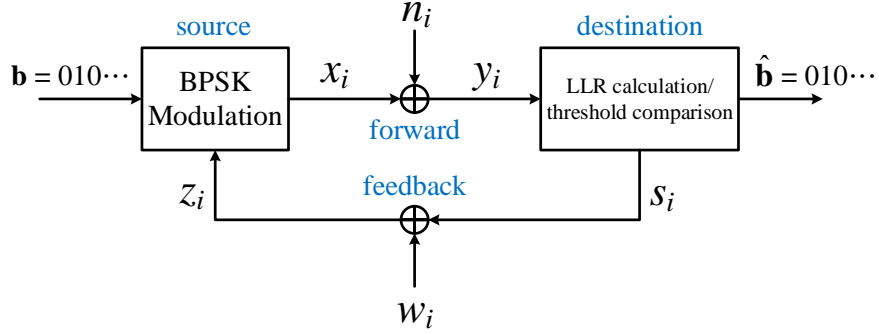 source
n_i
destination
b = 010⋯
BPSK
Modulation
x_i
y_i
LLR calculation/
threshold comparison
b̂ = 010⋯
forward
feedback
z_i
s_i
w_i